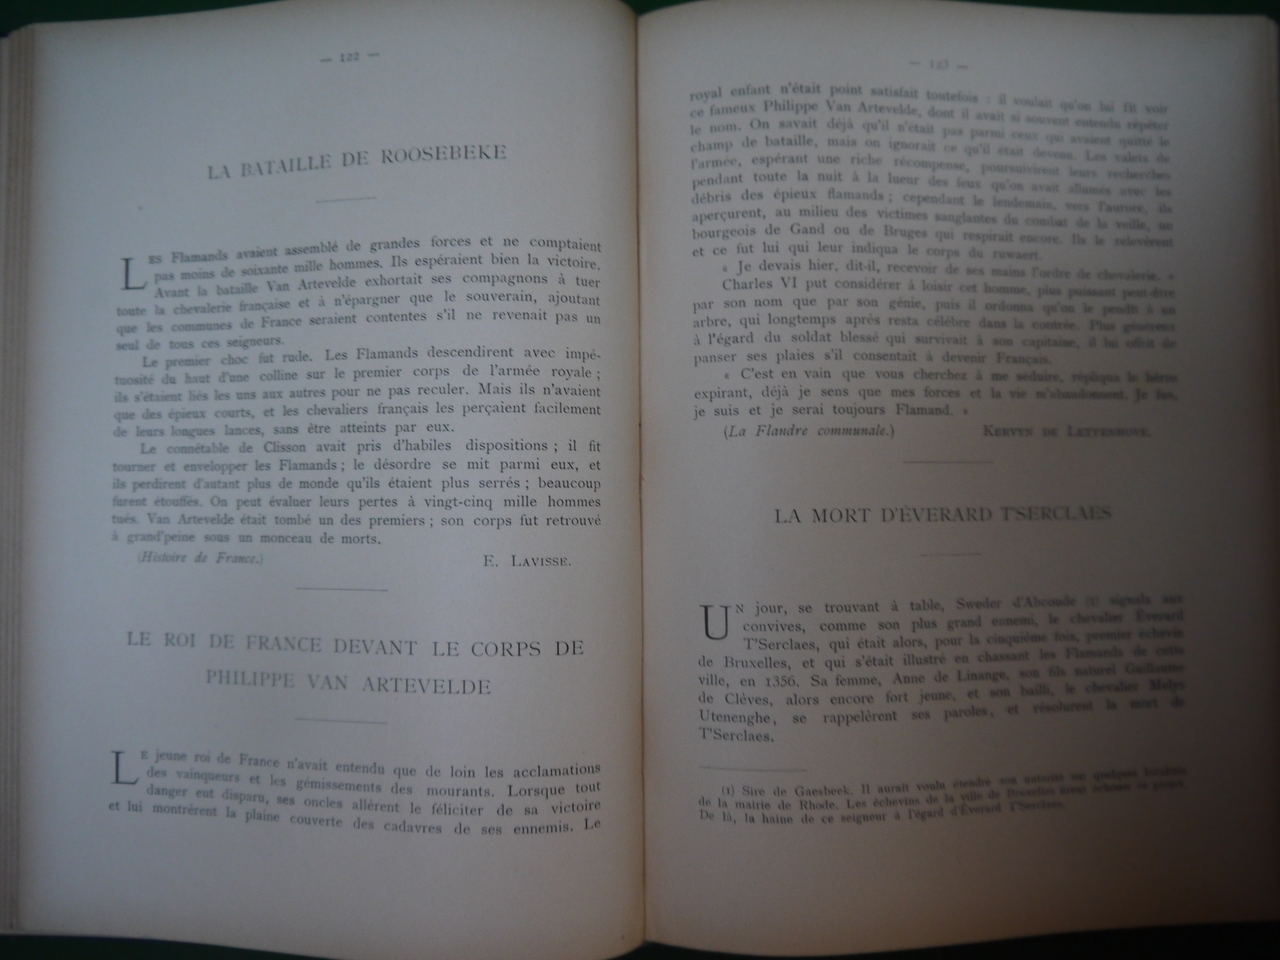 — 122 —
LA BATAILLE DE ROOSEBEKE
LES Flamands avaient assemblé de grandes forces et ne comptaient
pas moins de soixante mille hommes. Ils espéraient bien la victoire.
Avant la bataille Van Artevelde exhortait ses compagnons à tuer
toute la chevalerie française et à n'épargner que le souverain, ajoutant
que les communes de France seraient contentes s'il ne revenait pas un
seul de tous ces seigneurs.
Le premier choc fut rude. Les Flamands descendirent avec impé-
tuosité du haut d'une colline sur le premier corps de l'armée royale ;
ils s'étaient liés les uns aux autres pour ne pas reculer. Mais ils n'avaient
que des épieux courts, et les chevaliers français les perçaient facilement
de leurs longues lances, sans être atteints par eux.
Le connétable de Clisson avait pris d'habiles dispositions ; il fit
tourner et envelopper les Flamands ; le désordre se mit parmi eux, et
ils perdirent d'autant plus de monde qu'ils étaient plus serrés ; beaucoup
furent étouffés. On peut évaluer leurs pertes à vingt-cinq mille hommes
tués. Van Artevelde était tombé un des premiers ; son corps fut retrouvé
à grand'peine sous un monceau de morts.
(Histoire de France.) E. LAVISSE.
LE ROI DE FRANCE DEVANT LE CORPS DE
PHILIPPE VAN ARTEVELDE
LE jeune roi de France n'avait entendu que de loin les acclamations
des vainqueurs et les gémissements des mourants. Lorsque tout
danger eut disparu, ses oncles allèrent le féliciter de sa victoire
et lui montrèrent la plaine couverte des cadavres de ses ennemis. Le
— 123 —
royal enfant n'était point satisfait toutefois : il voulait qu'on lui fît voir
ce fameux Philippe Van Artevelde, dont il avait si souvent entendu répéter
le nom. On savait déjà qu'il n'était pas parmi ceux qui avaient quitté le
champ de bataille, mais on ignorait ce qu'il était devenu. Les valets de
l'armée, espérant une riche récompense, poursuivirent leurs recherches
pendant toute la nuit à la lueur des feux qu'on avait allumés avec les
débris des épieux flamands ; cependant le lendemain, vers l'aurore, ils
aperçurent, au milieu des victimes sanglantes du combat de la veille, un
bourgeois de Gand ou de Bruges qui respirait encore. Ils le relevèrent
et ce fut lui qui leur indiqua le corps du ruwaert.
« Je devais hier, dit-il, recevoir de ses mains l'ordre de chevalerie. »
Charles VI put considérer à loisir cet homme, plus puissant peut-être
par son nom que par son génie, puis il ordonna qu'on le pendît à un
arbre, qui longtemps après resta célèbre dans la contrée. Plus généreux
à l'égard du soldat blessé qui survivait à son capitaine, il lui offrit de
panser ses plaies s'il consentait à devenir Français.
« C'est en vain que vous cherchez à me séduire, répliqua le héros
expirant, déjà je sens que mes forces et la vie m'abandonnent. Je fus,
je suis et je serai toujours Flamand. »
(La Flandre communale.) KERVYN DE LETTENHOVE.
LA MORT D'ÉVERARD T'SERCLAES
UN jour, se trouvant à table, Sweder d'Abcoude (1) signala aux
convives, comme son plus grand ennemi, le chevalier Éverard
T'Serclaes, qui était alors, pour la cinquième fois, premier échevin
de Bruxelles, et qui s'était illustré en chassant les Flamands de cette
ville, en 1356. Sa femme, Anne de Linange, son fils naturel Guillaume
de Clèves, alors encore fort jeune, et son bailli, le chevalier Melys
Utenenghe, se rappelèrent ses paroles, et résolurent la mort de
T'Serclaes.
(1) Sire de Gaesbeek. Il aurait voulu étendre son autorité sur quelques
de la mairie de Rhode. Les échevins de la ville de Bruxelles firent échouer ce projet.
De là, la haine de ce seigneur à l'égard d'Éverard T'Serclaes.